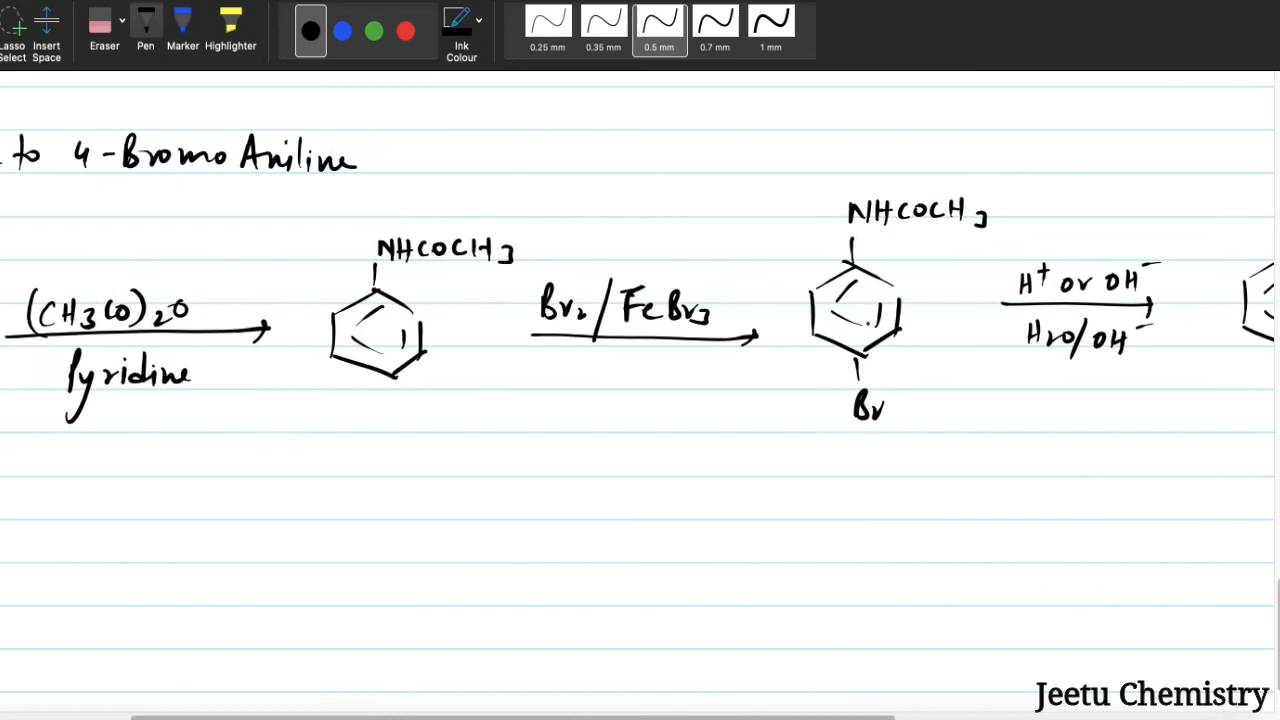 Lasso Select
Insert Space
Eraser
Pen
Marker
Highlighter
Ink Colour
0.25 mm
0.35 mm
0.5 mm
0.7 mm
1 mm
to 4-Bromo Aniline
(CH3CO)2O
Pyridine
NHCOCH3
Br2/FeBr3
NHCOCH3
Br
H+ or OH-
H2O/OH-
Jeetu Chemistry